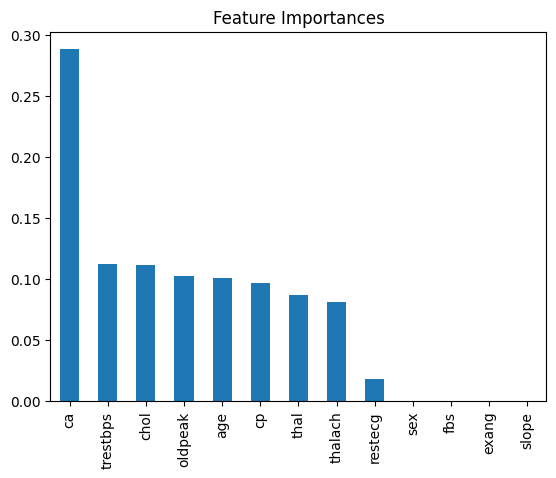 Feature Importances
0.30
0.25
0.20
0.15
0.10
0.05
0.00
ca
trestbps
chol
oldpeak
age
cp
thal
thalach
restecg
sex
fbs
exang
slope